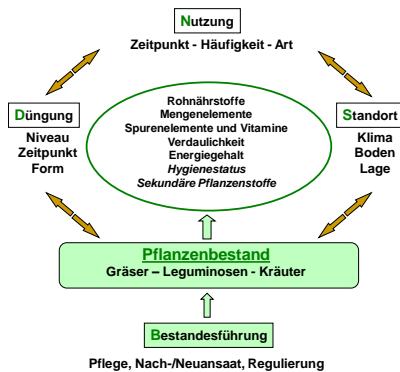 Nutzung
Zeitpunkt - Häufigkeit - Art
Düngung
Niveau
Zeitpunkt
Form
Rohnährstoffe
Mengenelemente
Spurenelemente und Vitamine
Verdaulichkeit
Energiegehalt
Hygienestatus
Sekundäre Pflanzenstoffe
Standort
Klima
Boden
Lage
Pflanzenbestand
Gräser – Leguminosen - Kräuter
Bestandesführung
Pflege, Nach-/Neuansaat, Regulierung